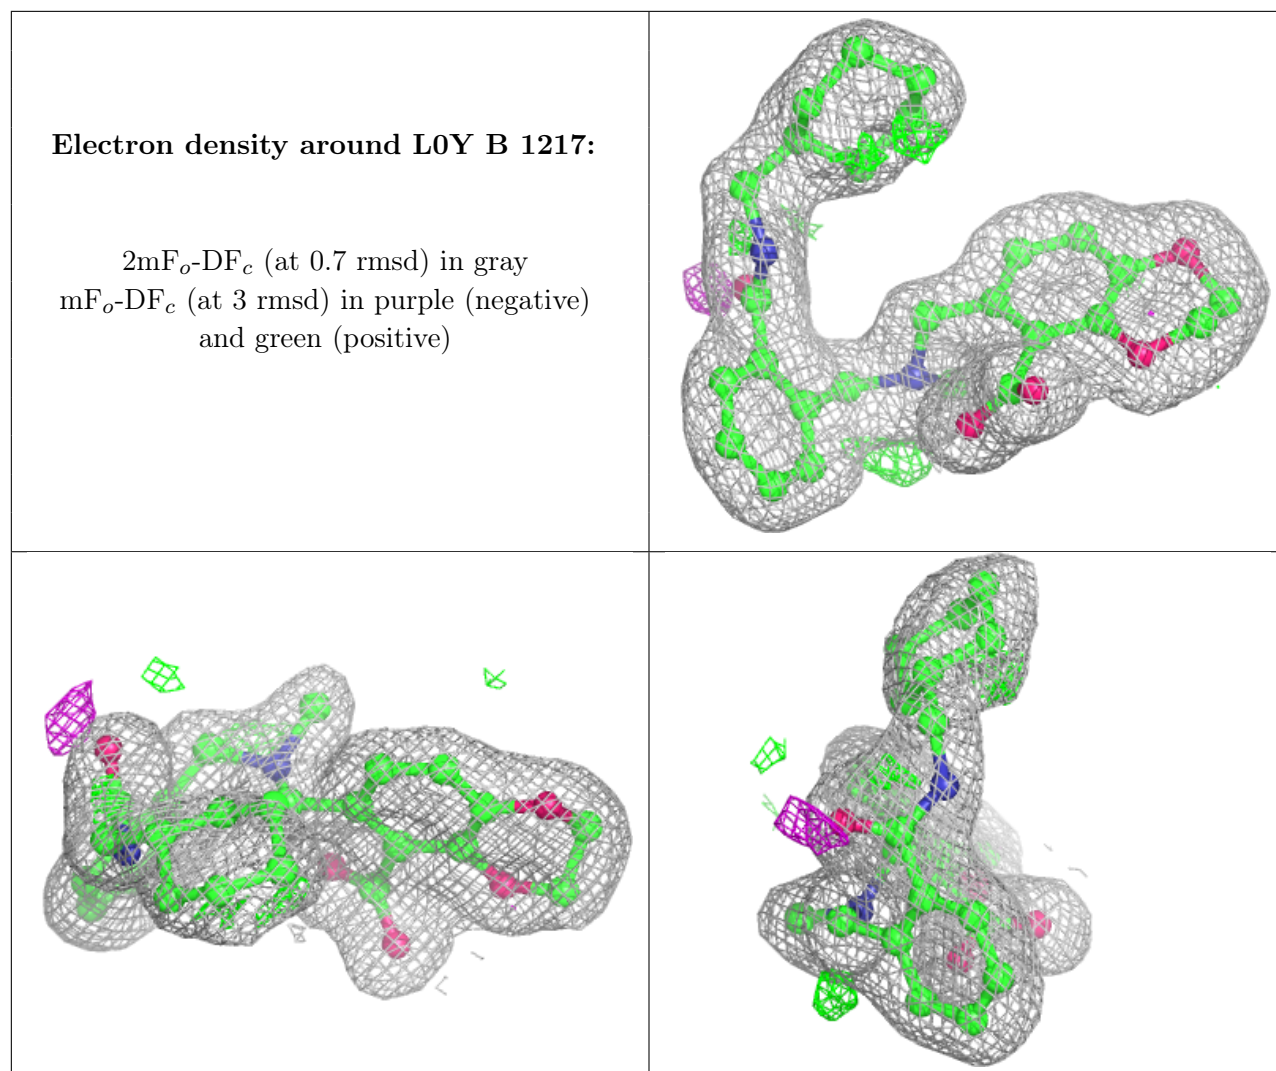 Electron density around L0Y B 1217:
2mFo-DFc (at 0.7 rmsd) in gray
mFo-DFc (at 3 rmsd) in purple (negative)
and green (positive)